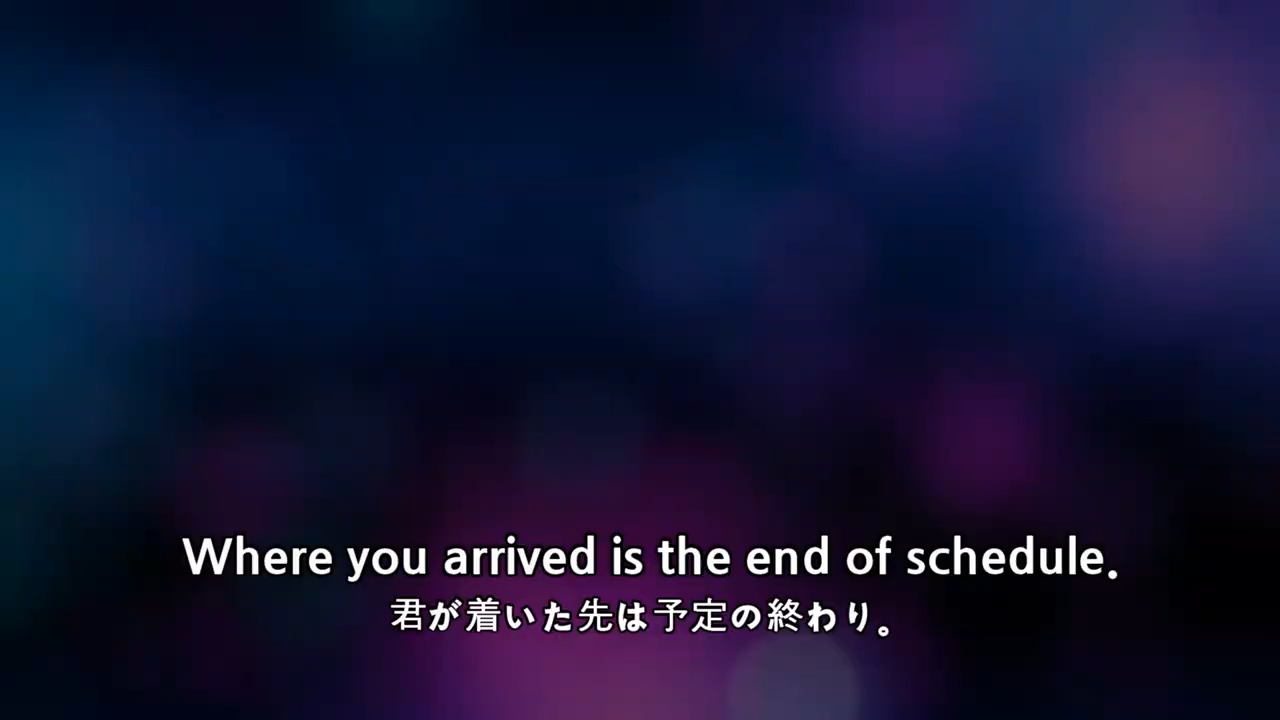 Where you arrived is the end of schedule.
君が着いた先は予定の終わり。